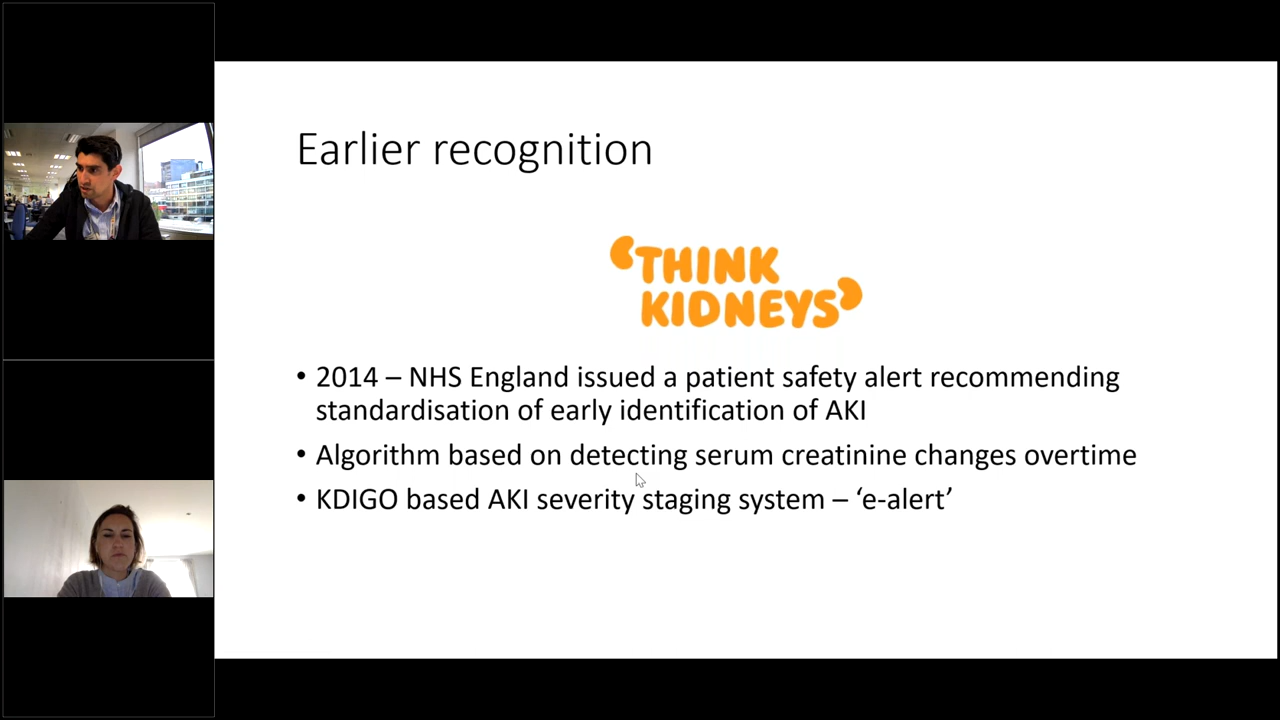 Earlier recognition
‘THINK
KIDNEYS’
• 2014 – NHS England issued a patient safety alert recommending
standardisation of early identification of AKI
• Algorithm based on detecting serum creatinine changes overtime
• KDIGO based AKI severity staging system – ‘e-alert’